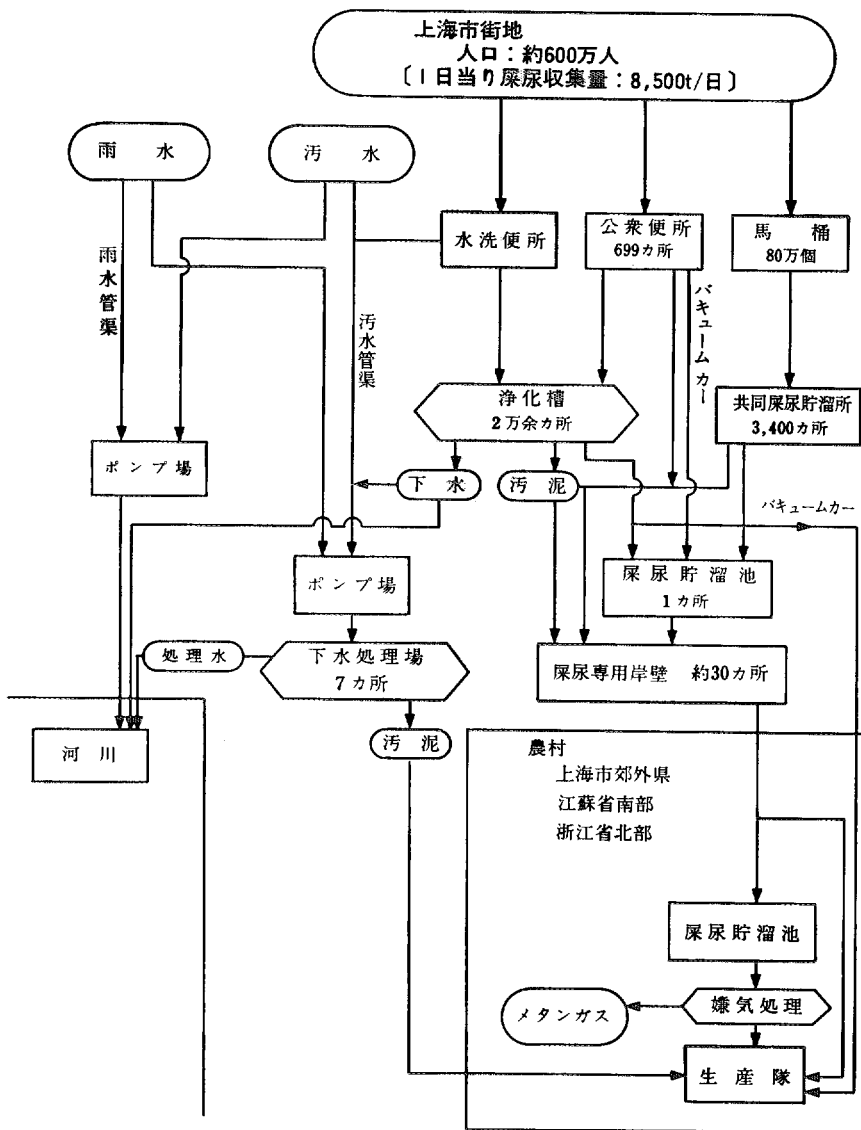 上海市街地
人口：約600万人
〔1日当り屎尿収集量：8,500t/日〕
雨水
汚水
水洗便所
公衆便所
699カ所
馬桶
80万個
雨水管渠
汚水管渠
バキュームカー
浄化槽
2万余カ所
共同屎尿貯溜所
3,400カ所
ポンプ場
下水
汚泥
バキュームカー
ポンプ場
屎尿貯溜池
1カ所
処理水
下水処理場
7カ所
屎尿専用岸壁 約30カ所
河川
汚泥
農村
上海市郊外県
江蘇省南部
浙江省北部
屎尿貯溜池
メタンガス
嫌気処理
生産隊